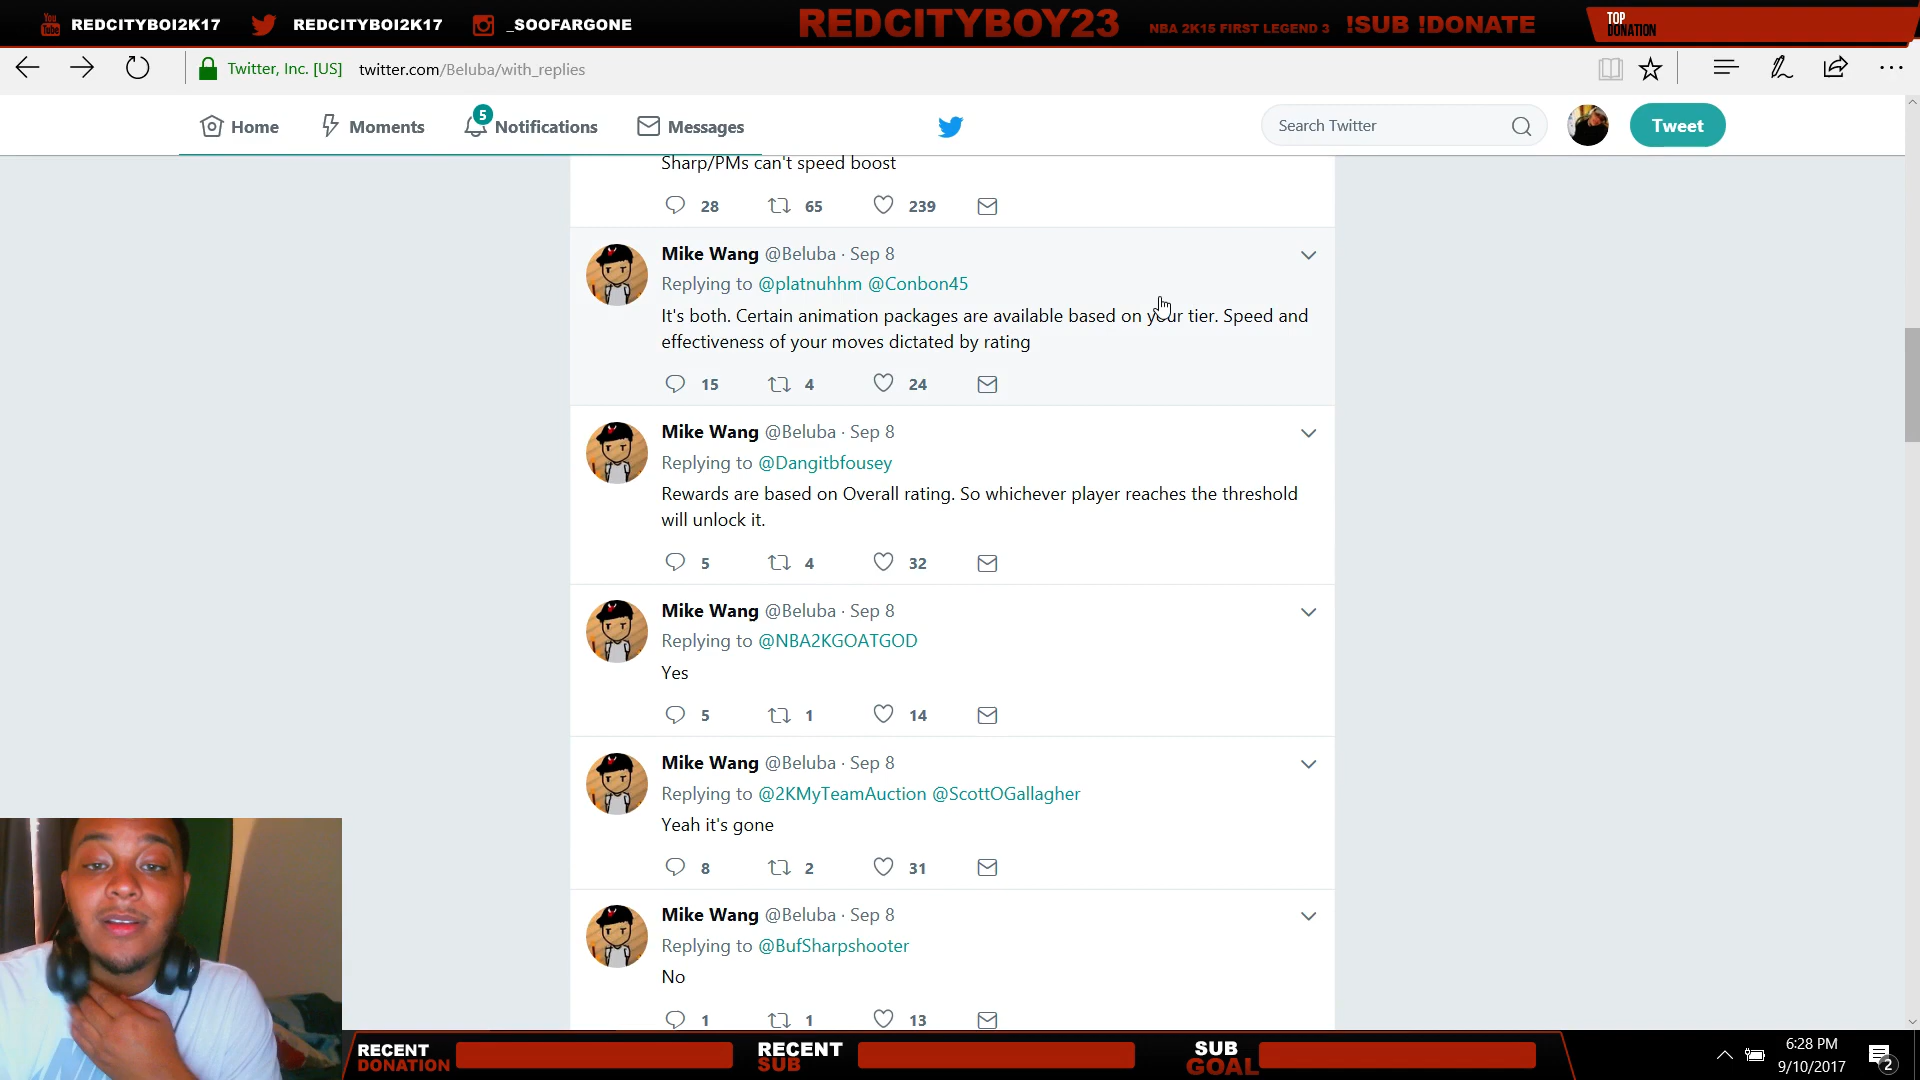 REDCITYBOI2K17 REDCITYBOI2K17 _SOOFARGONE REDCITYBOY23 NBA 2K15 FIRST LEGEND 3 !SUB !DONATE TOP DONATION
Twitter, Inc. [US] twitter.com/Beluba/with_replies
Home Moments 5 Notifications Messages Search Twitter Tweet
Sharp/PMs can't speed boost
28 65 239
Mike Wang @Beluba · Sep 8
Replying to @platnuhhm @Conbon45
It's both. Certain animation packages are available based on your tier. Speed and
effectiveness of your moves dictated by rating
15 4 24
Mike Wang @Beluba · Sep 8
Replying to @Dangitbfousey
Rewards are based on Overall rating. So whichever player reaches the threshold
will unlock it.
5 4 32
Mike Wang @Beluba · Sep 8
Replying to @NBA2KGOATGOD
Yes
5 1 14
Mike Wang @Beluba · Sep 8
Replying to @2KMyTeamAuction @ScottOGallagher
Yeah it's gone
8 2 31
Mike Wang @Beluba · Sep 8
Replying to @BufSharpshooter
No
1 1 13
RECENT DONATION RECENT SUB SUB GOAL
6:28 PM
9/10/2017
2